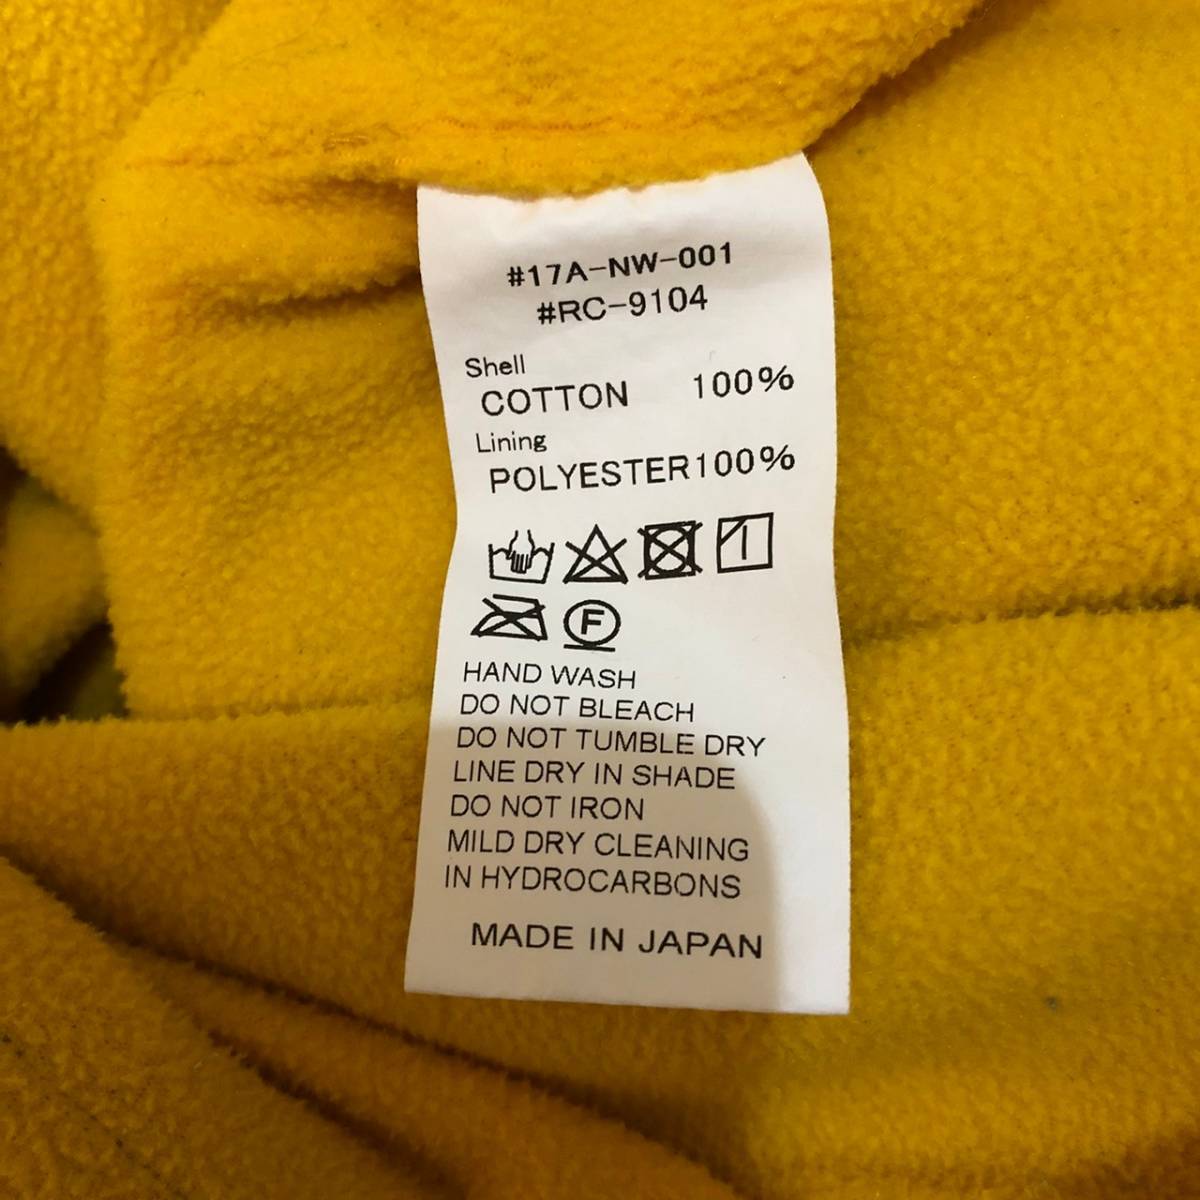 #17A-NW-001
#RC-9104
Shell
COTTON 100%
Lining
POLYESTER100%
F
HAND WASH
DO NOT BLEACH
DO NOT TUMBLE DRY
LINE DRY IN SHADE
DO NOT IRON
MILD DRY CLEANING
IN HYDROCARBONS
MADE IN JAPAN